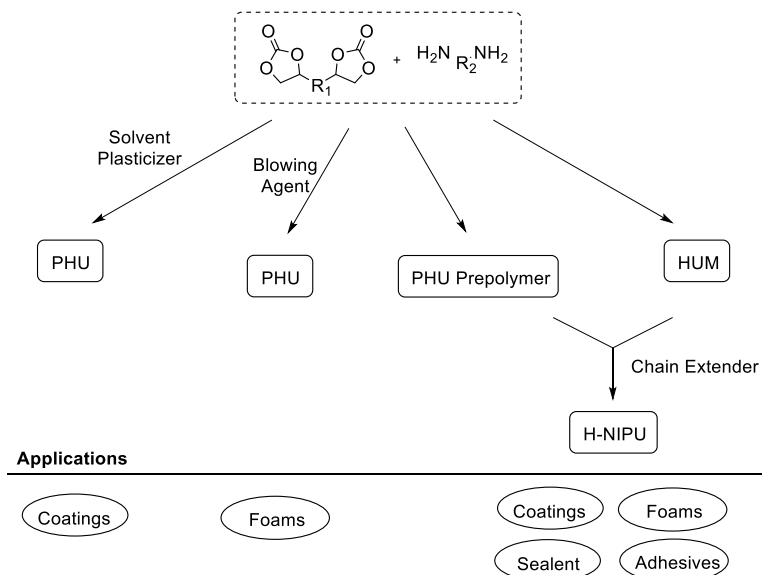 O O
O O
O O
R1
+
H2N R2 NH2
Solvent
Plasticizer
Blowing
Agent
PHU
PHU
PHU Prepolymer
HUM
Chain Extender
H-NIPU
Applications
Coatings
Foams
Coatings
Foams
Sealent
Adhesives